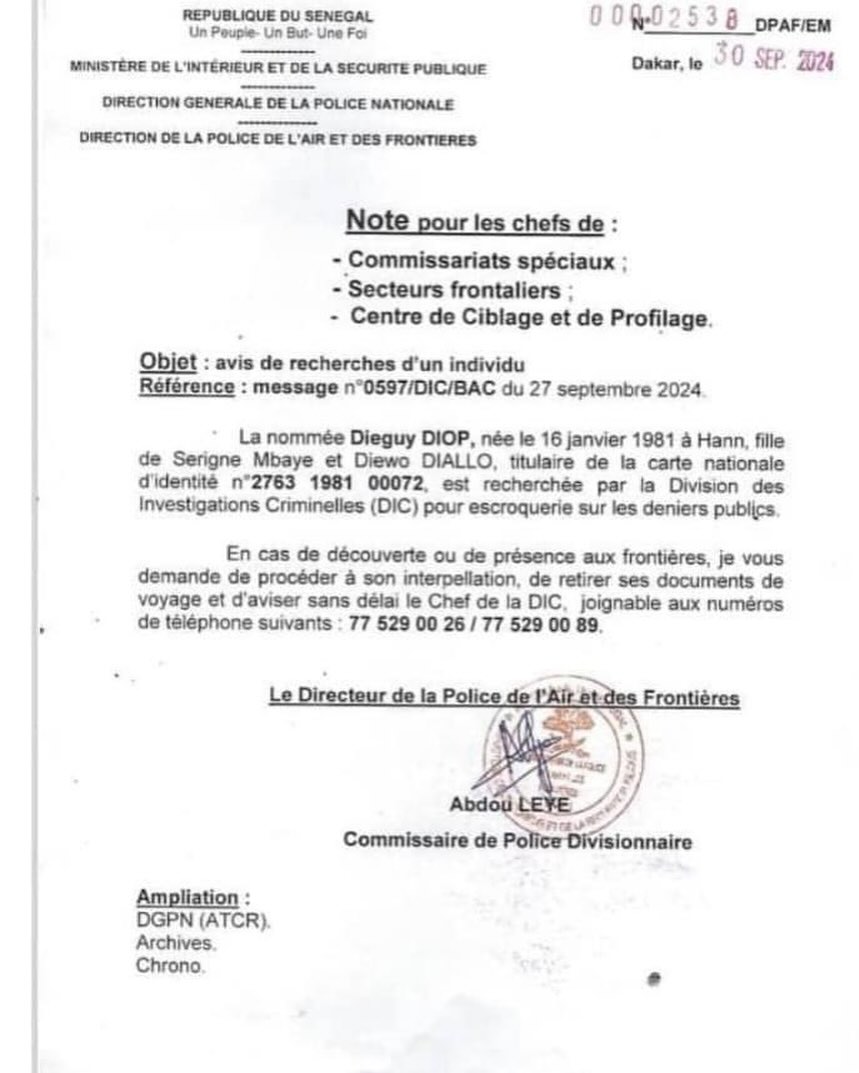 REPUBLIQUE DU SENEGAL
Un Peuple- Un But- Une Foi
MINISTÈRE DE L'INTÉRIEUR ET DE LA SECURITE PUBLIQUE
DIRECTION GENERALE DE LA POLICE NATIONALE
DIRECTION DE LA POLICE DE L'AIR ET DES FRONTIERES
N° 00002538 DPAF/EM
Dakar, le 30 SEP. 2024
Note pour les chefs de :
- Commissariats spéciaux ;
- Secteurs frontaliers ;
- Centre de Ciblage et de Profilage.
Objet : avis de recherches d'un individu
Référence : message n°0597/DIC/BAC du 27 septembre 2024.
La nommée Dieguy DIOP, née le 16 janvier 1981 à Hann, fille
de Serigne Mbaye et Diewo DIALLO, titulaire de la carte nationale
d'identité n°2763 1981 00072, est recherchée par la Division des
Investigations Criminelles (DIC) pour escroquerie sur les deniers publics.
En cas de découverte ou de présence aux frontières, je vous
demande de procéder à son interpellation, de retirer ses documents de
voyage et d'aviser sans délai le Chef de la DIC, joignable aux numéros
de téléphone suivants : 77 529 00 26 / 77 529 00 89.
Le Directeur de la Police de l'Air et des Frontières
Abdou LEYE
Commissaire de Police Divisionnaire
Ampliation :
DGPN (ATCR).
Archives.
Chrono.